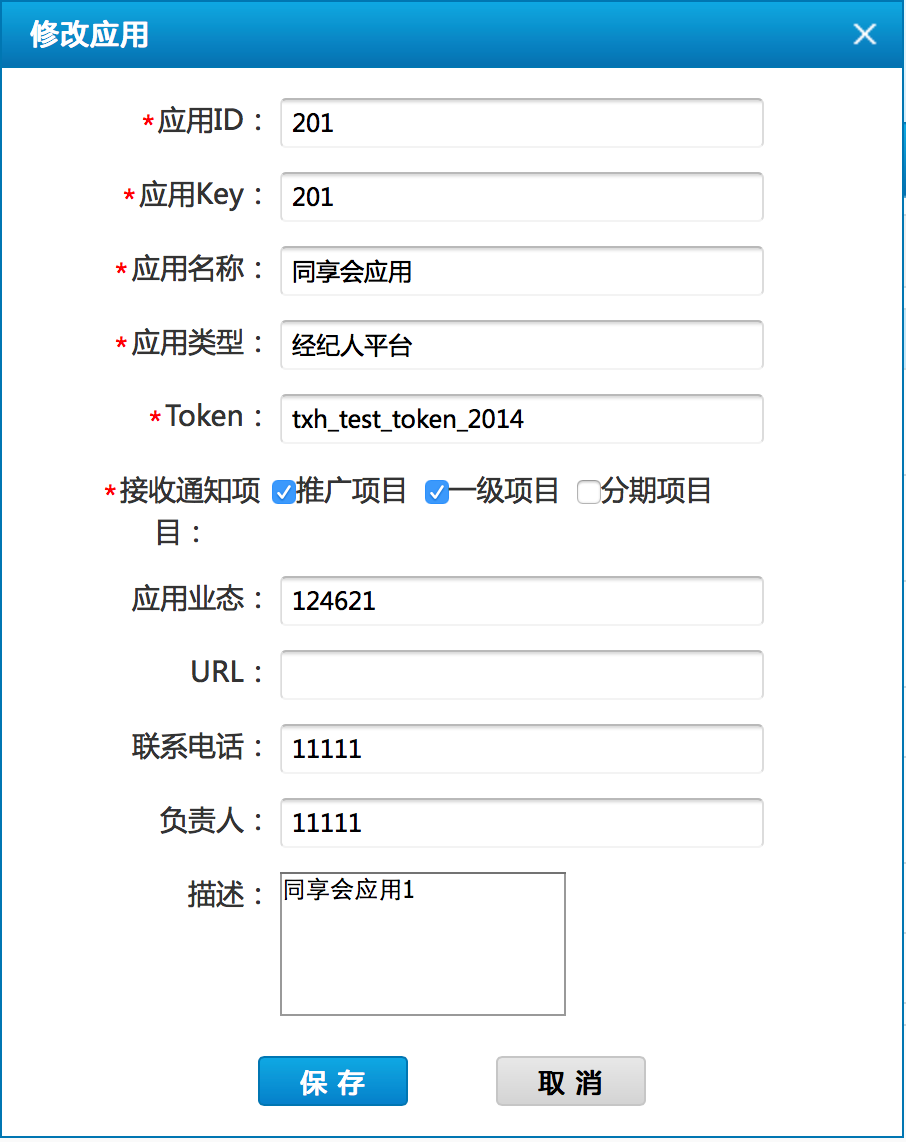 修改应用
*应用ID： 201
*应用Key： 201
*应用名称： 同享会应用
*应用类型： 经纪人平台
*Token： txh_test_token_2014
*接收通知项 推广项目 一级项目 分期项目
目：
应用业态： 124621
URL：
联系电话： 11111
负责人： 11111
描述： 同享会应用1
保 存 取 消